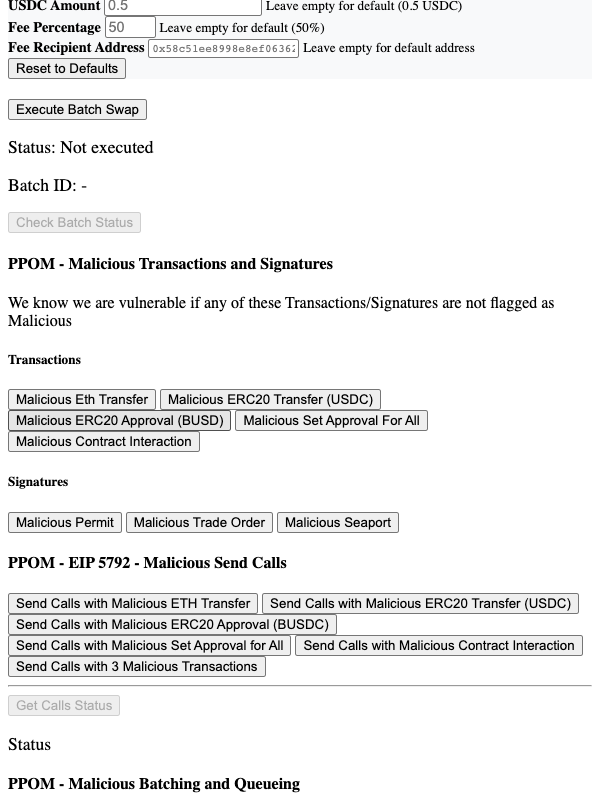 USDC Amount 0.5 Leave empty for default (0.5 USDC)
Fee Percentage 50 Leave empty for default (50%)
Fee Recipient Address 0x58c51ee8998e8ef06362 Leave empty for default address
Reset to Defaults
Execute Batch Swap
Status: Not executed
Batch ID: -
Check Batch Status
PPOM - Malicious Transactions and Signatures
We know we are vulnerable if any of these Transactions/Signatures are not flagged as
Malicious
Transactions
Malicious Eth Transfer Malicious ERC20 Transfer (USDC)
Malicious ERC20 Approval (BUSD) Malicious Set Approval For All
Malicious Contract Interaction
Signatures
Malicious Permit Malicious Trade Order Malicious Seaport
PPOM - EIP 5792 - Malicious Send Calls
Send Calls with Malicious ETH Transfer Send Calls with Malicious ERC20 Transfer (USDC)
Send Calls with Malicious ERC20 Approval (BUSDC)
Send Calls with Malicious Set Approval for All Send Calls with Malicious Contract Interaction
Send Calls with 3 Malicious Transactions
Get Calls Status
Status
PPOM - Malicious Batching and Queueing